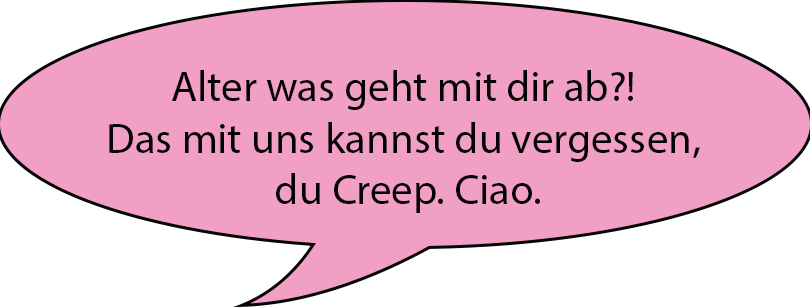 Alter was geht mit dir ab?!
Das mit uns kannst du vergessen,
du Creep. Ciao.